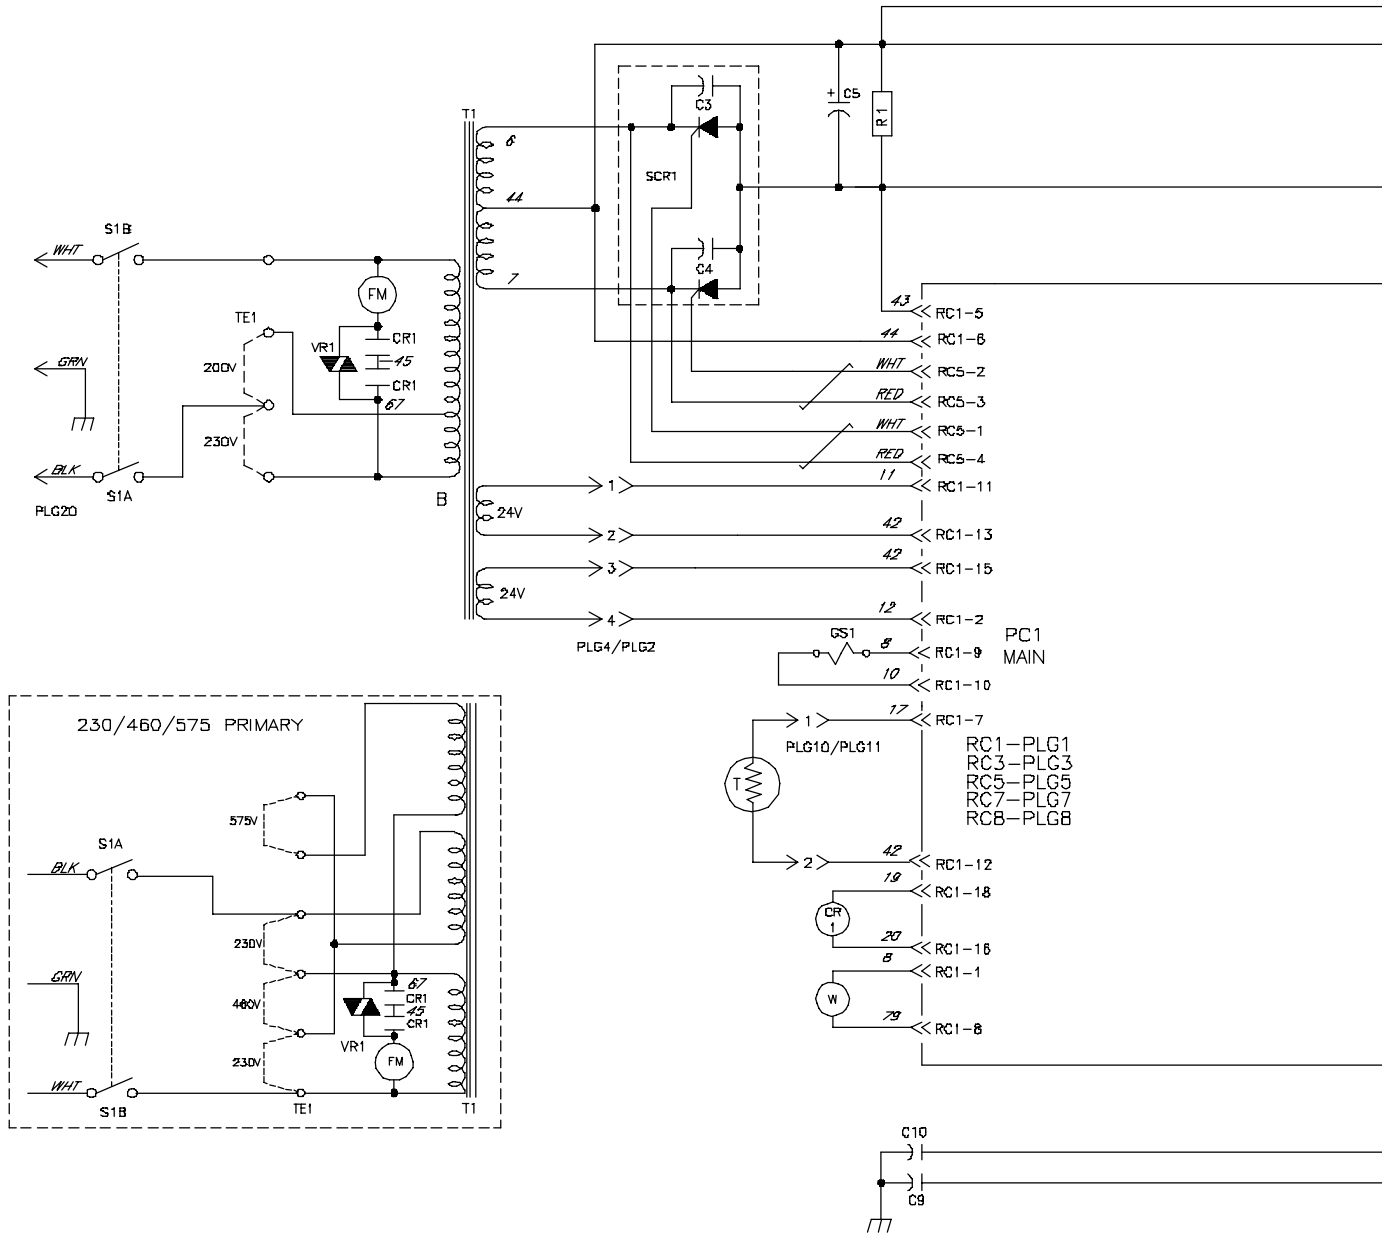 T1
6
44
7
C3
SCR1
C4
+
C5
R1
S1B
WHT
FM
TE1
VR1
CR1
45
CR1
67
200V
230V
GRN
BLK
S1A
PLG20
B
43
RC1-5
44
RC1-6
WHT
RC5-2
RED
RC5-3
WHT
RC5-1
RED
RC5-4
24V
1
11
RC1-11
2
42
RC1-13
24V
3
42
RC1-15
4
12
RC1-2
PLG4/PLG2
GS1
8
RC1-9
10
RC1-10
PC1
MAIN
1
17
RC1-7
PLG10/PLG11
T
RC1-PLG1
RC3-PLG3
RC5-PLG5
RC7-PLG7
RC8-PLG8
2
42
RC1-12
19
RC1-18
CR
1
20
RC1-16
8
RC1-1
W
79
RC1-8
230/460/575 PRIMARY
575V
S1A
BLK
230V
GRN
460V
67
CR1
45
CR1
VR1
FM
230V
WHT
S1B
TE1
T1
C10
C9